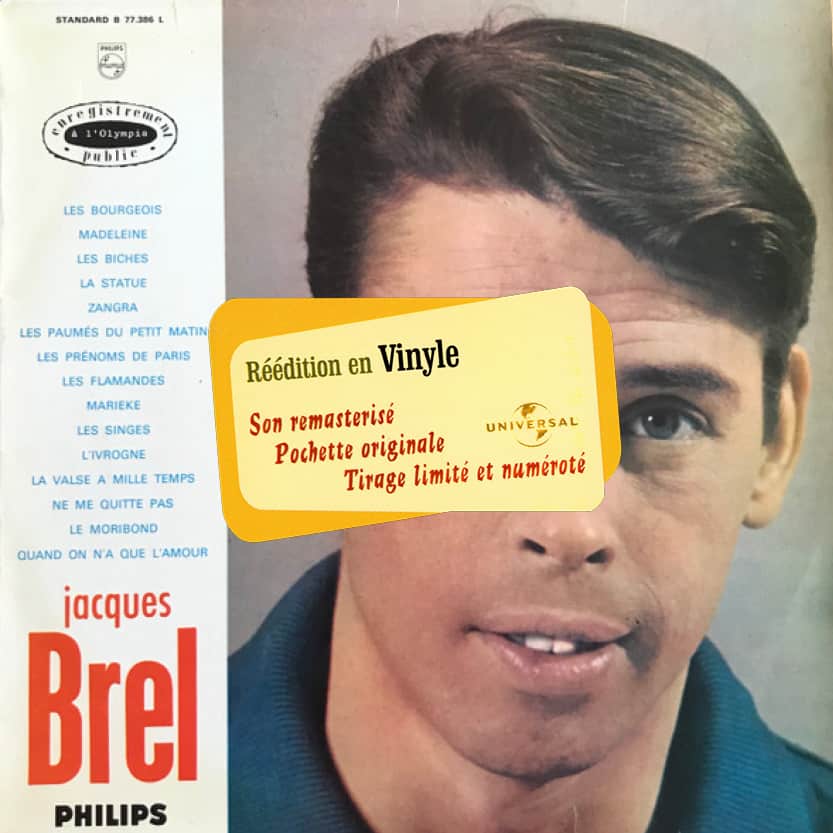 STANDARD B 77.386 L
PHILIPS
enregistrement
à l'Olympia
public
LES BOURGEOIS
MADELEINE
LES BICHES
LA STATUE
ZANGRA
LES PAUMÉS DU PETIT MATIN
LES PRÉNOMS DE PARIS
LES FLAMANDES
MARIEKE
LES SINGES
L'IVROGNE
LA VALSE A MILLE TEMPS
NE ME QUITTE PAS
LE MORIBOND
QUAND ON N'A QUE L'AMOUR
jacques
Brel
PHILIPS
Réédition en Vinyle
Son remasterisé
Pochette originale
Tirage limité et numéroté
UNIVERSAL